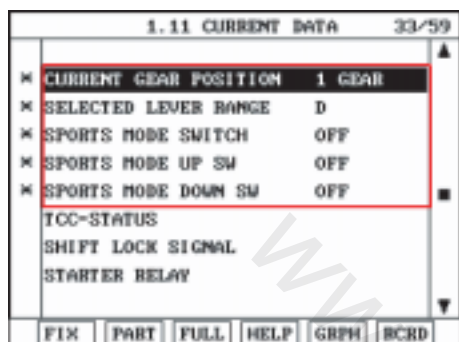 1.11 CURRENT DATA 33/59
× CURRENT GEAR POSITION 1 GEAR
× SELECTED LEVER RANGE D
× SPORTS MODE SWITCH OFF
× SPORTS MODE UP SW OFF
× SPORTS MODE DOWN SW OFF
TCC-STATUS
SHIFT LOCK SIGNAL
STARTER RELAY
FIX PART FULL HELP GRPH RCRD